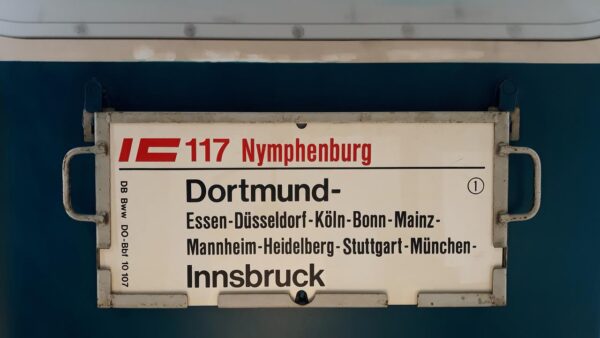 IC 117 Nymphenburg
Dortmund-
①
Essen-Düsseldorf-Köln-Bonn-Mainz-
Mannheim-Heidelberg-Stuttgart-München-
Innsbruck
DB Bww DO-Bbf 10 107